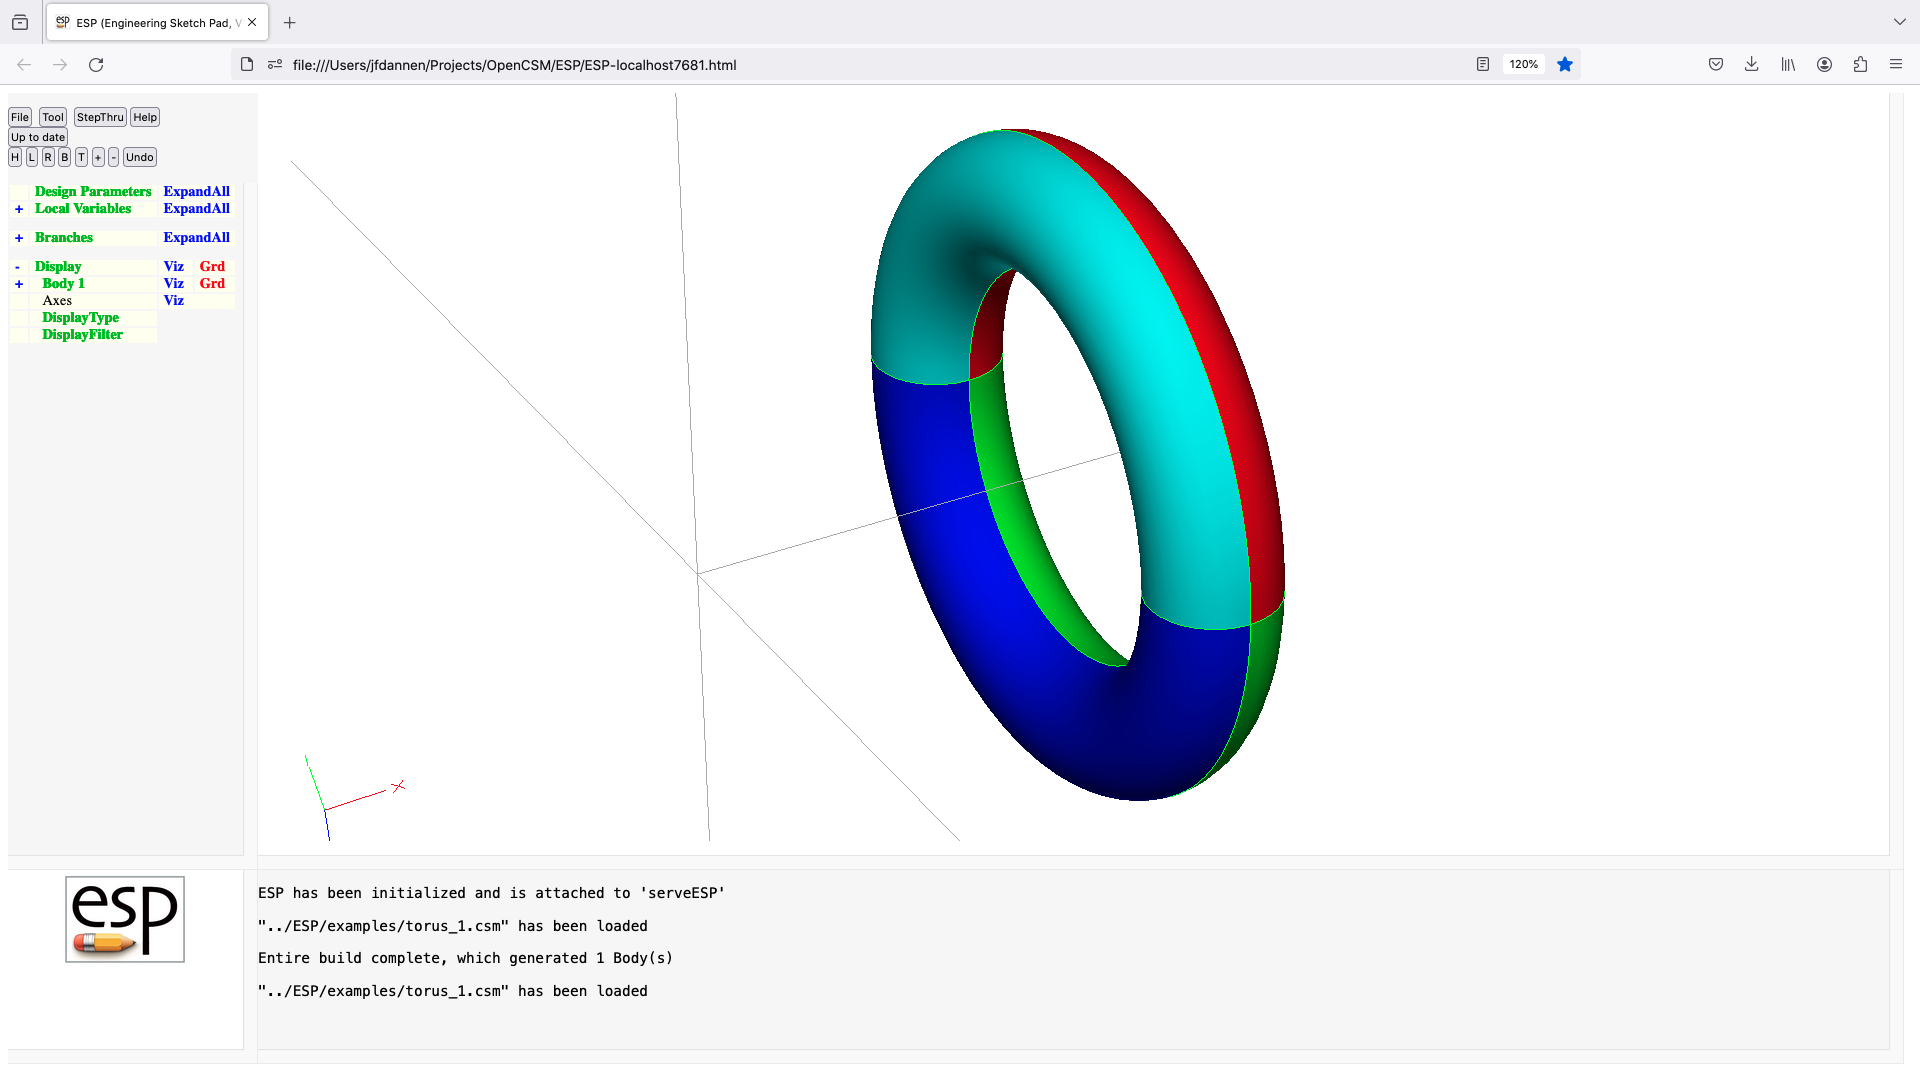 ESP (Engineering Sketch Pad, V
file:///Users/jfdannen/Projects/OpenCSM/ESP/ESP-localhost7681.html
120%
File Tool StepThru Help
Up to date
H L R B T + - Undo
Design Parameters ExpandAll
+ Local Variables ExpandAll
+ Branches ExpandAll
- Display Viz Grd
+ Body 1 Viz Grd
Axes Viz
DisplayType
DisplayFilter
X
esp
ESP has been initialized and is attached to 'serveESP'
"../ESP/examples/torus_1.csm" has been loaded
Entire build complete, which generated 1 Body(s)
"../ESP/examples/torus_1.csm" has been loaded